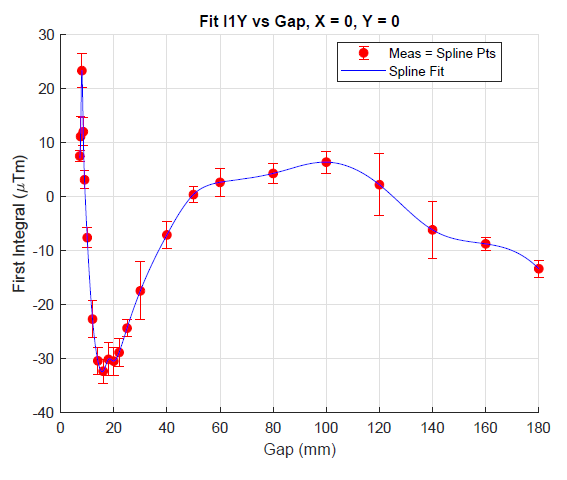 Fit I1Y vs Gap, X = 0, Y = 0
30
20
10
0
-10
-20
-30
-40
First Integral (μTm)
Meas = Spline Pts
Spline Fit
0 20 40 60 80 100 120 140 160 180
Gap (mm)